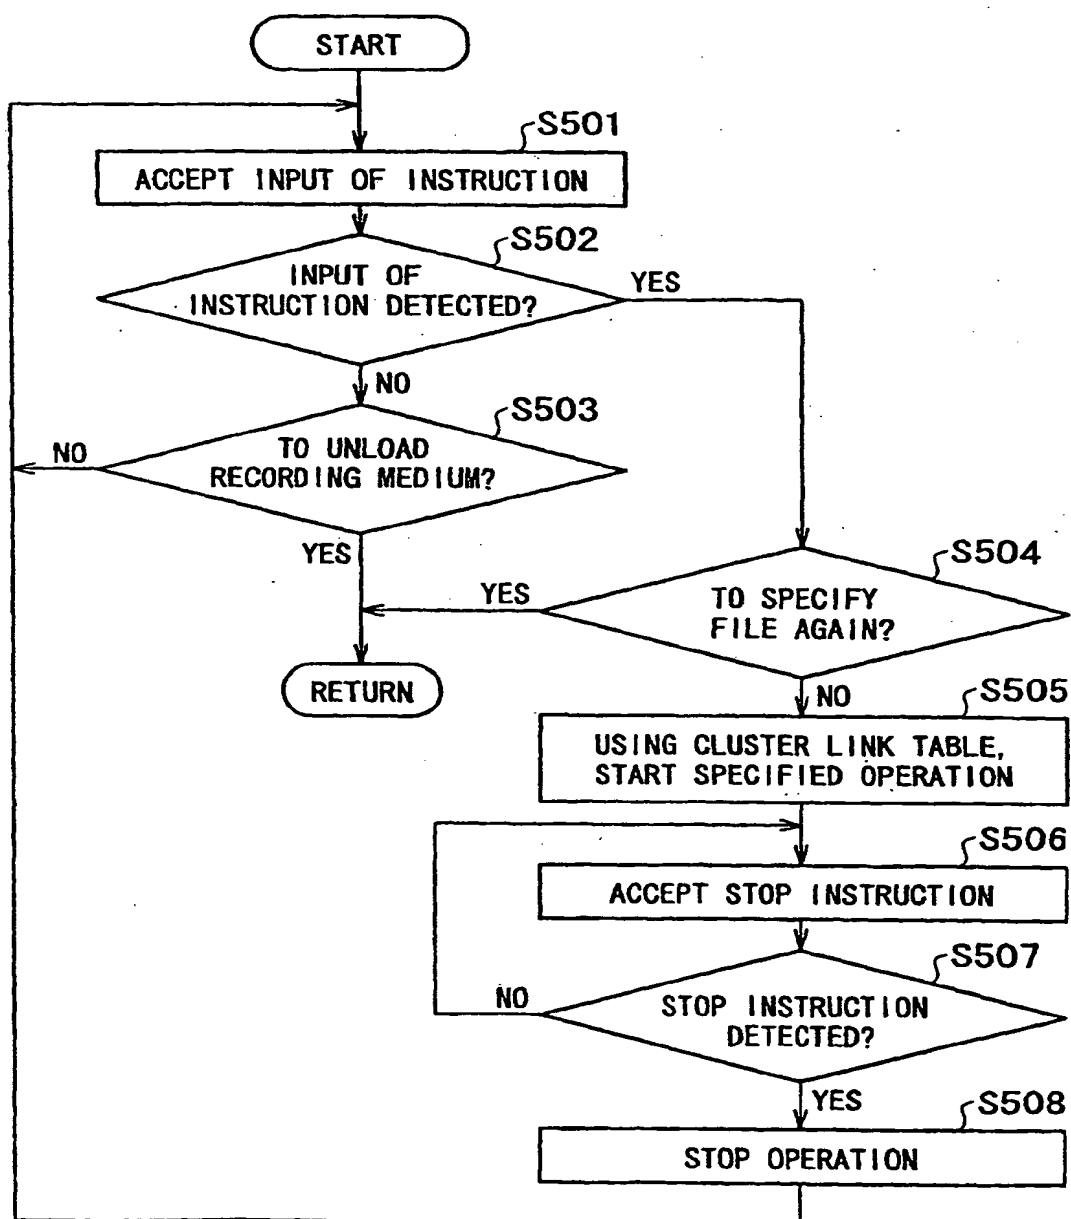 START
S501
ACCEPT INPUT OF INSTRUCTION
S502
INPUT OF
INSTRUCTION DETECTED?
YES
NO
S503
TO UNLOAD
RECORDING MEDIUM?
NO
YES
S504
TO SPECIFY
FILE AGAIN?
YES
NO
RETURN
S505
USING CLUSTER LINK TABLE,
START SPECIFIED OPERATION
S506
ACCEPT STOP INSTRUCTION
S507
STOP INSTRUCTION
DETECTED?
NO
YES
S508
STOP OPERATION